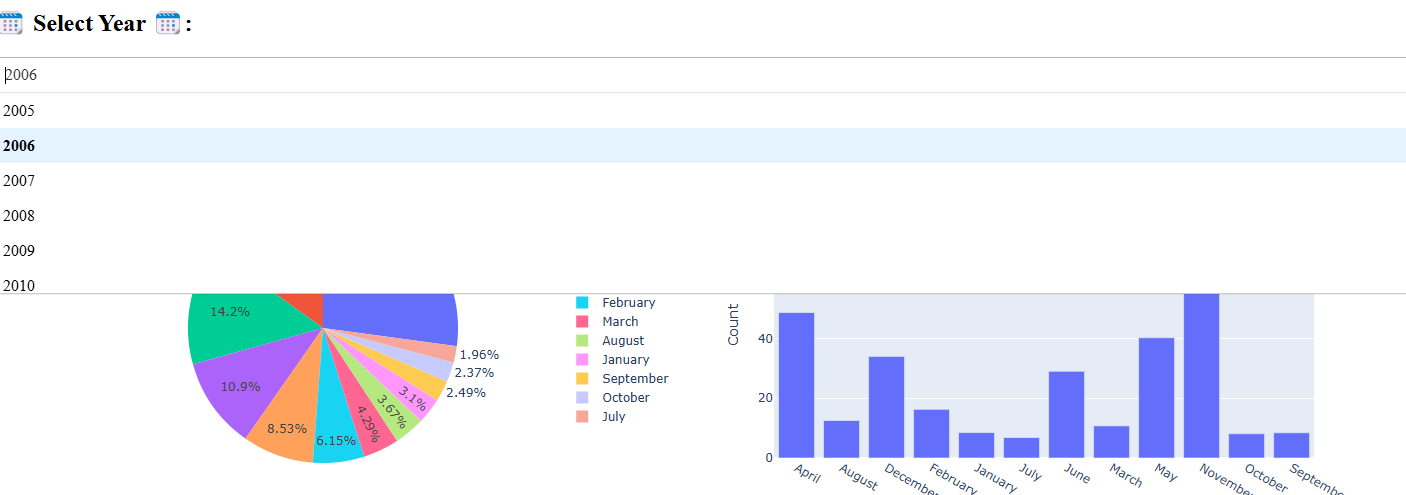 Select Year :
2006
2005
2006
2007
2008
2009
2010
14.2%
10.9%
8.53%
6.15%
4.29%
3.67%
3.1%
2.49%
2.37%
1.96%
February
March
August
January
September
October
July
Count
40
20
0
April
August
December
February
January
July
June
March
May
November
October
Septembe